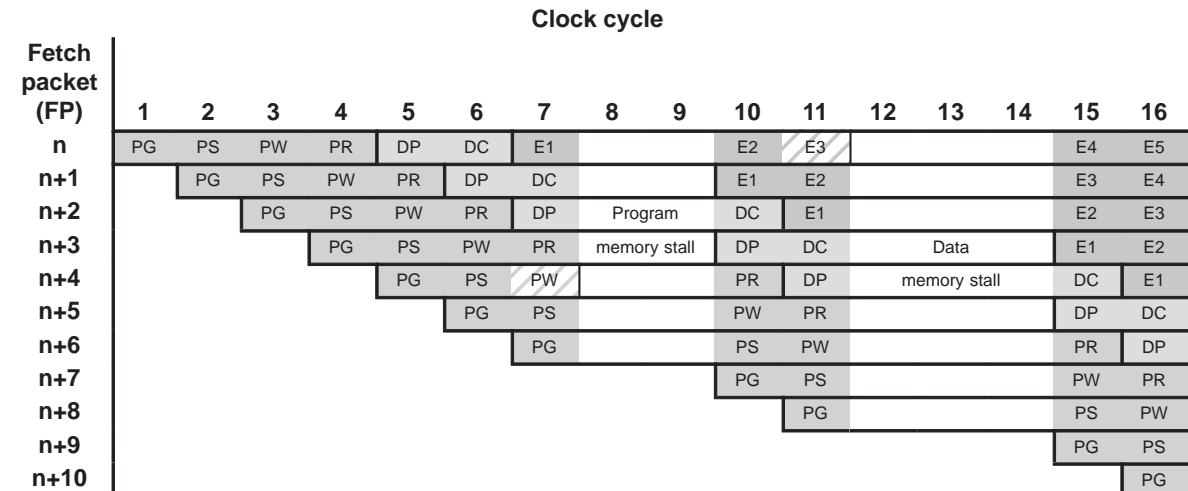 Clock cycle
Fetch
packet
(FP) 1 2 3 4 5 6 7 8 9 10 11 12 13 14 15 16
n PG PS PW PR DP DC E1 E2 E3 E4 E5
n+1 PG PS PW PR DP DC E1 E2 E3 E4
n+2 PG PS PW PR DP Program DC E1 E2 E3
n+3 PG PS PW PR memory stall DP DC Data E1 E2
n+4 PG PS PW PR DP memory stall DC E1
n+5 PG PS PW PR DP DC
n+6 PG PS PW PR DP
n+7 PG PS PW PR
n+8 PG PS PW
n+9 PG PS
n+10 PG